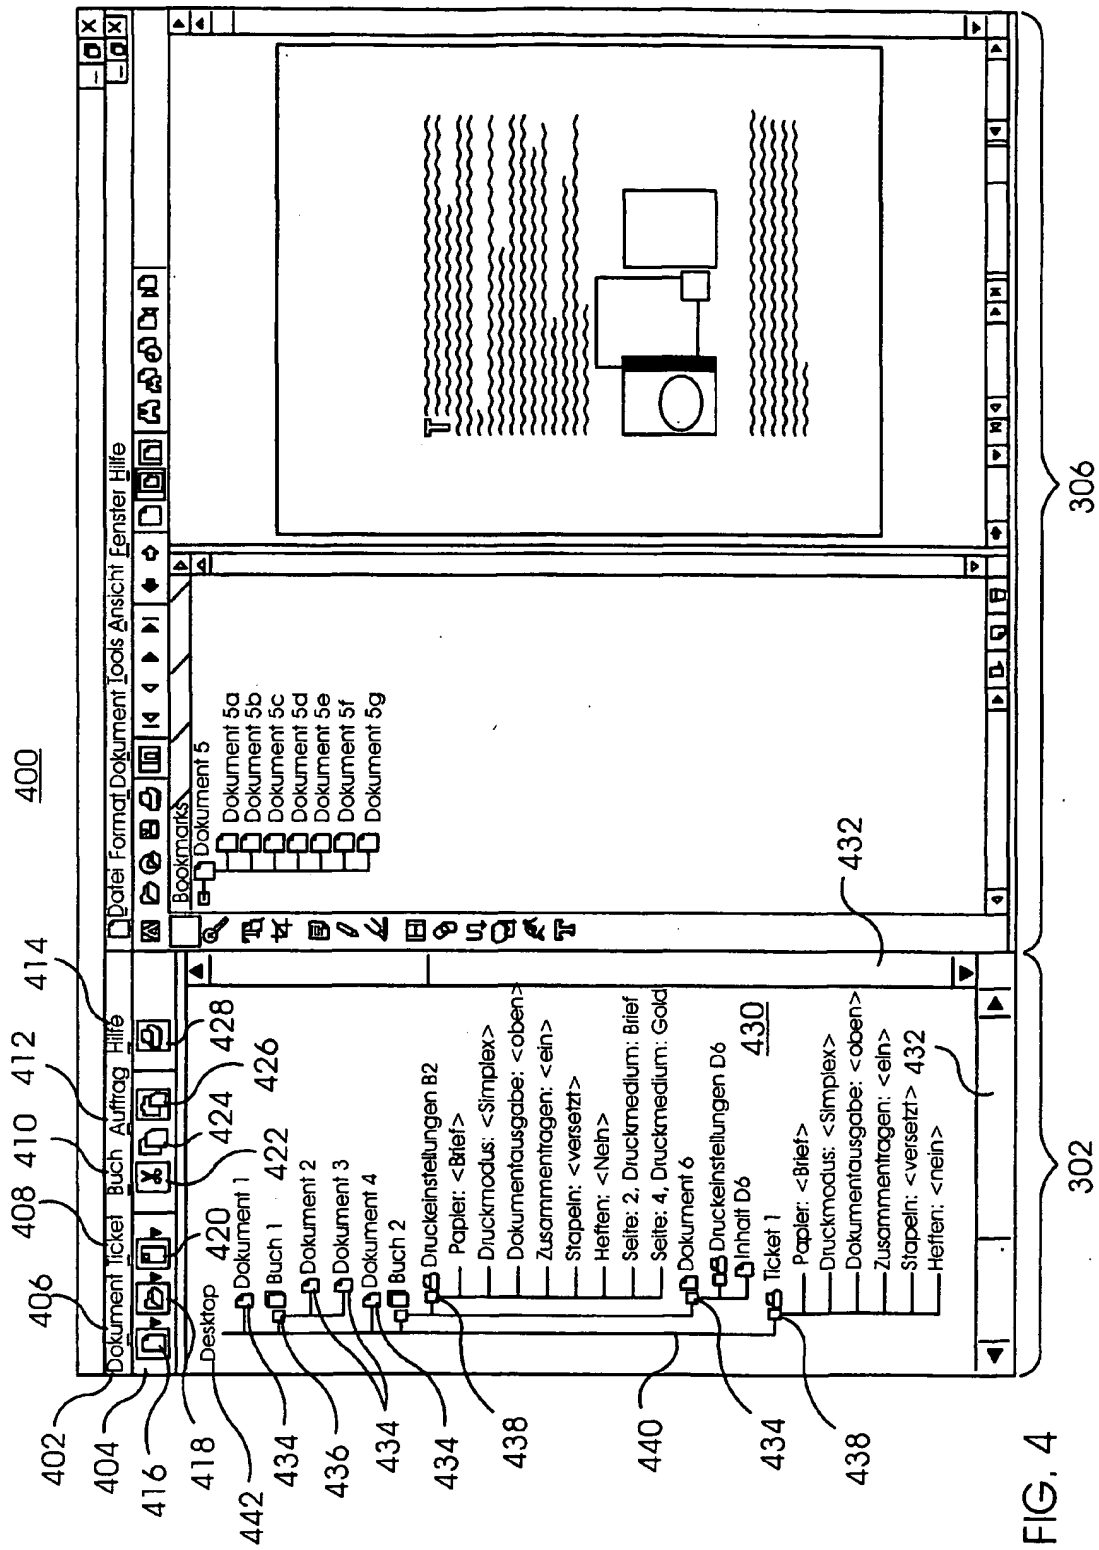 400
402
404
406
408
410
412
414
Dokument Ticket Buch Auftrag Hilfe
Datei Format Dokument Tools Ansicht Fenster Hilfe
416
418
420
422
424
426
428
442
Desktop
Dokument 1
Buch 1
Dokument 2
Dokument 3
Dokument 4
Buch 2
Druckeinstellungen B2
Papier: <Brief>
Druckmodus: <Simplex>
Dokumentausgabe: <oben>
Zusammentragen: <ein>
Stapeln: <versetzt>
Heften: <Nein>
Seite: 2, Druckmedium: Brief
Seite: 4, Druckmedium: Gold
Dokument 6
Druckeinstellungen D6
Inhalt D6
Ticket 1
Papier: <Brief>
Druckmodus: <Simplex>
Dokumentausgabe: <oben>
Zusammentragen: <ein>
Stapeln: <versetzt>
Heften: <nein>
430
432
432
434
436
434
434
438
440
434
438
Bookmarks
Dokument 5
Dokument 5a
Dokument 5b
Dokument 5c
Dokument 5d
Dokument 5e
Dokument 5f
Dokument 5g
T
T
302
306
FIG. 4